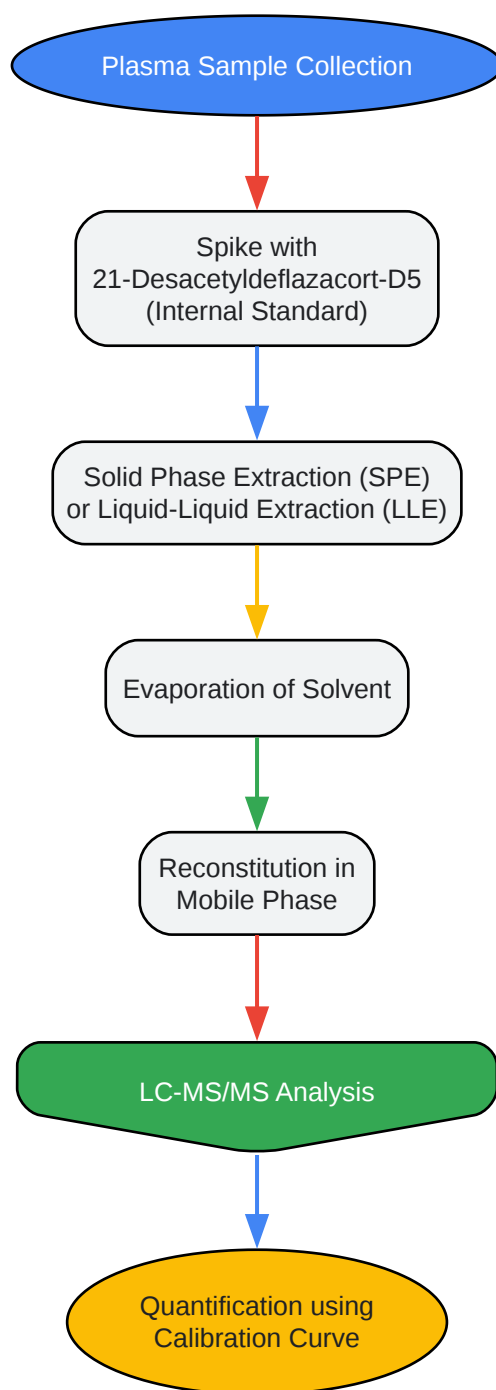 Plasma Sample Collection
Spike with
21-Desacetyldeflazacort-D5
(Internal Standard)
Solid Phase Extraction (SPE)
or Liquid-Liquid Extraction (LLE)
Evaporation of Solvent
Reconstitution in
Mobile Phase
LC-MS/MS Analysis
Quantification using
Calibration Curve